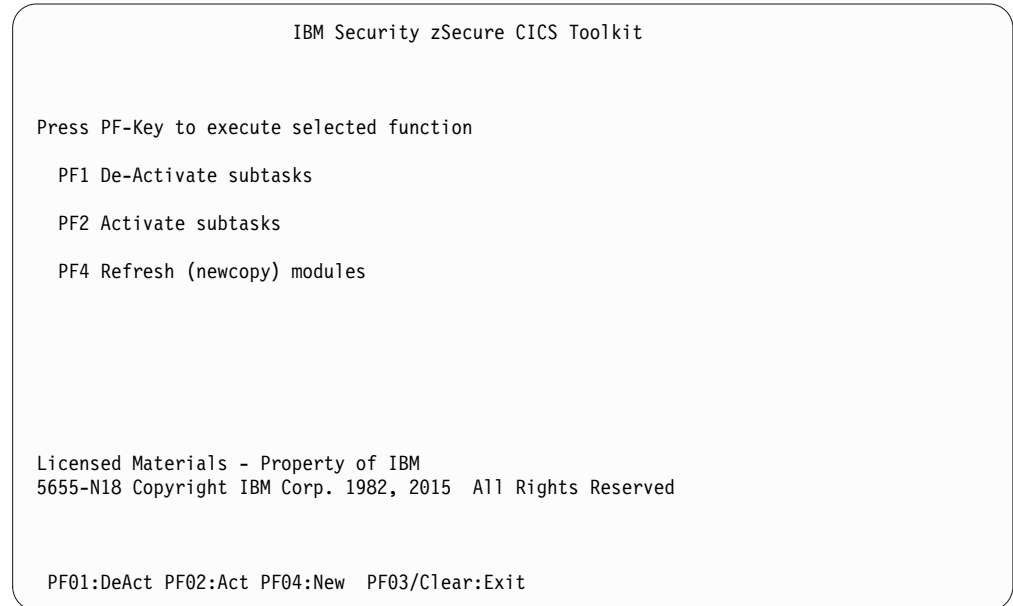 IBM Security zSecure CICS Toolkit
Press PF-Key to execute selected function
PF1 De-Activate subtasks
PF2 Activate subtasks
PF4 Refresh (newcopy) modules
Licensed Materials - Property of IBM
5655-N18 Copyright IBM Corp. 1982, 2015  All Rights Reserved
PF01:DeAct PF02:Act PF04:New  PF03/Clear:Exit